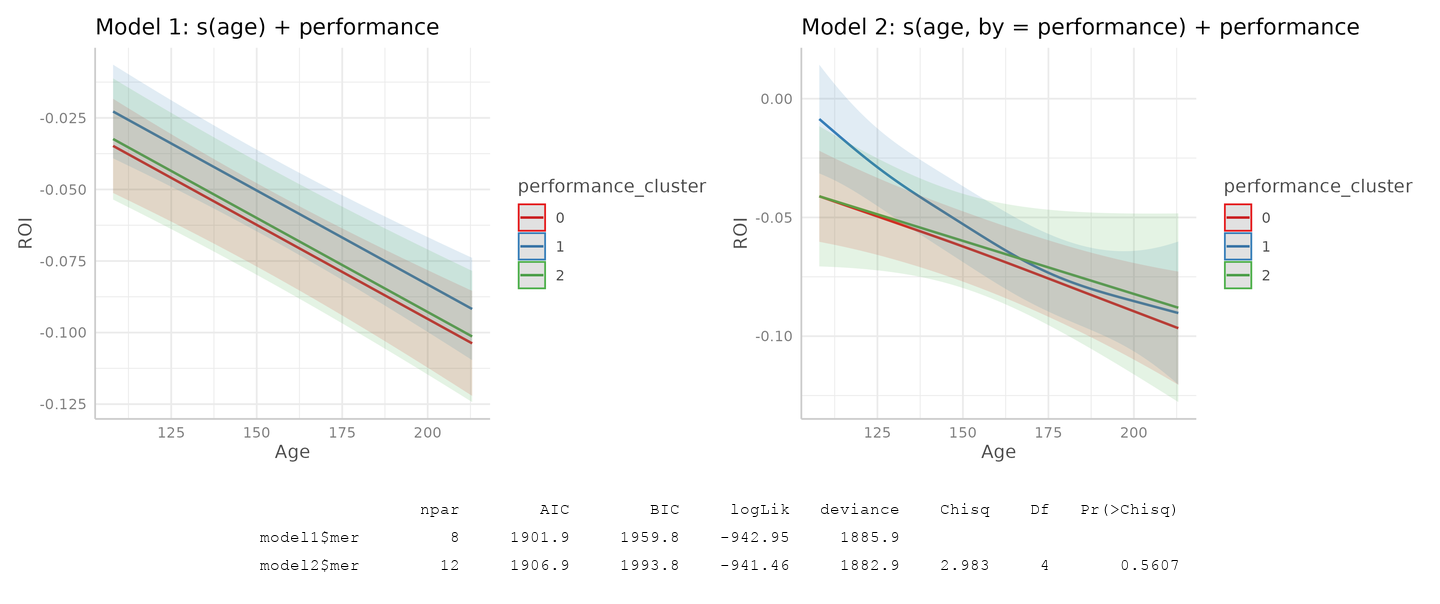 Model 1: s(age) + performance
-0.025
-0.050
-0.075
-0.100
-0.125
ROI
125 150 175 200
Age
performance_cluster
0
1
2
Model 2: s(age, by = performance) + performance
0.00
-0.05
-0.10
ROI
125 150 175 200
Age
performance_cluster
0
1
2
npar AIC BIC logLik deviance Chisq Df Pr(>Chisq)
model1$mer 8 1901.9 1959.8 -942.95 1885.9
model2$mer 12 1906.9 1993.8 -941.46 1882.9 2.983 4 0.5607